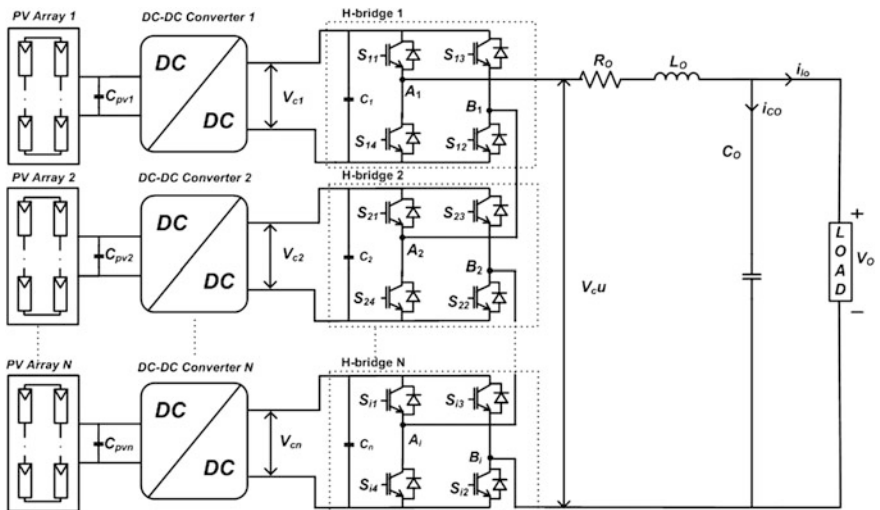 PV Array 1
DC-DC Converter 1
H-bridge 1
DC
DC
Cpv1
Vc1
C1
S11
S13
A1
B1
S14
S12
RO
LO
iio
iCO
CO
PV Array 2
DC-DC Converter 2
H-bridge 2
DC
DC
Cpv2
Vc2
C2
S21
S23
A2
B2
S24
S22
Vcu
+
LOAD
VO
−
PV Array N
DC-DC Converter N
H-bridge N
DC
DC
Cpvn
Vcn
Cn
Si1
Si3
Ai
Bi
Si4
Si2